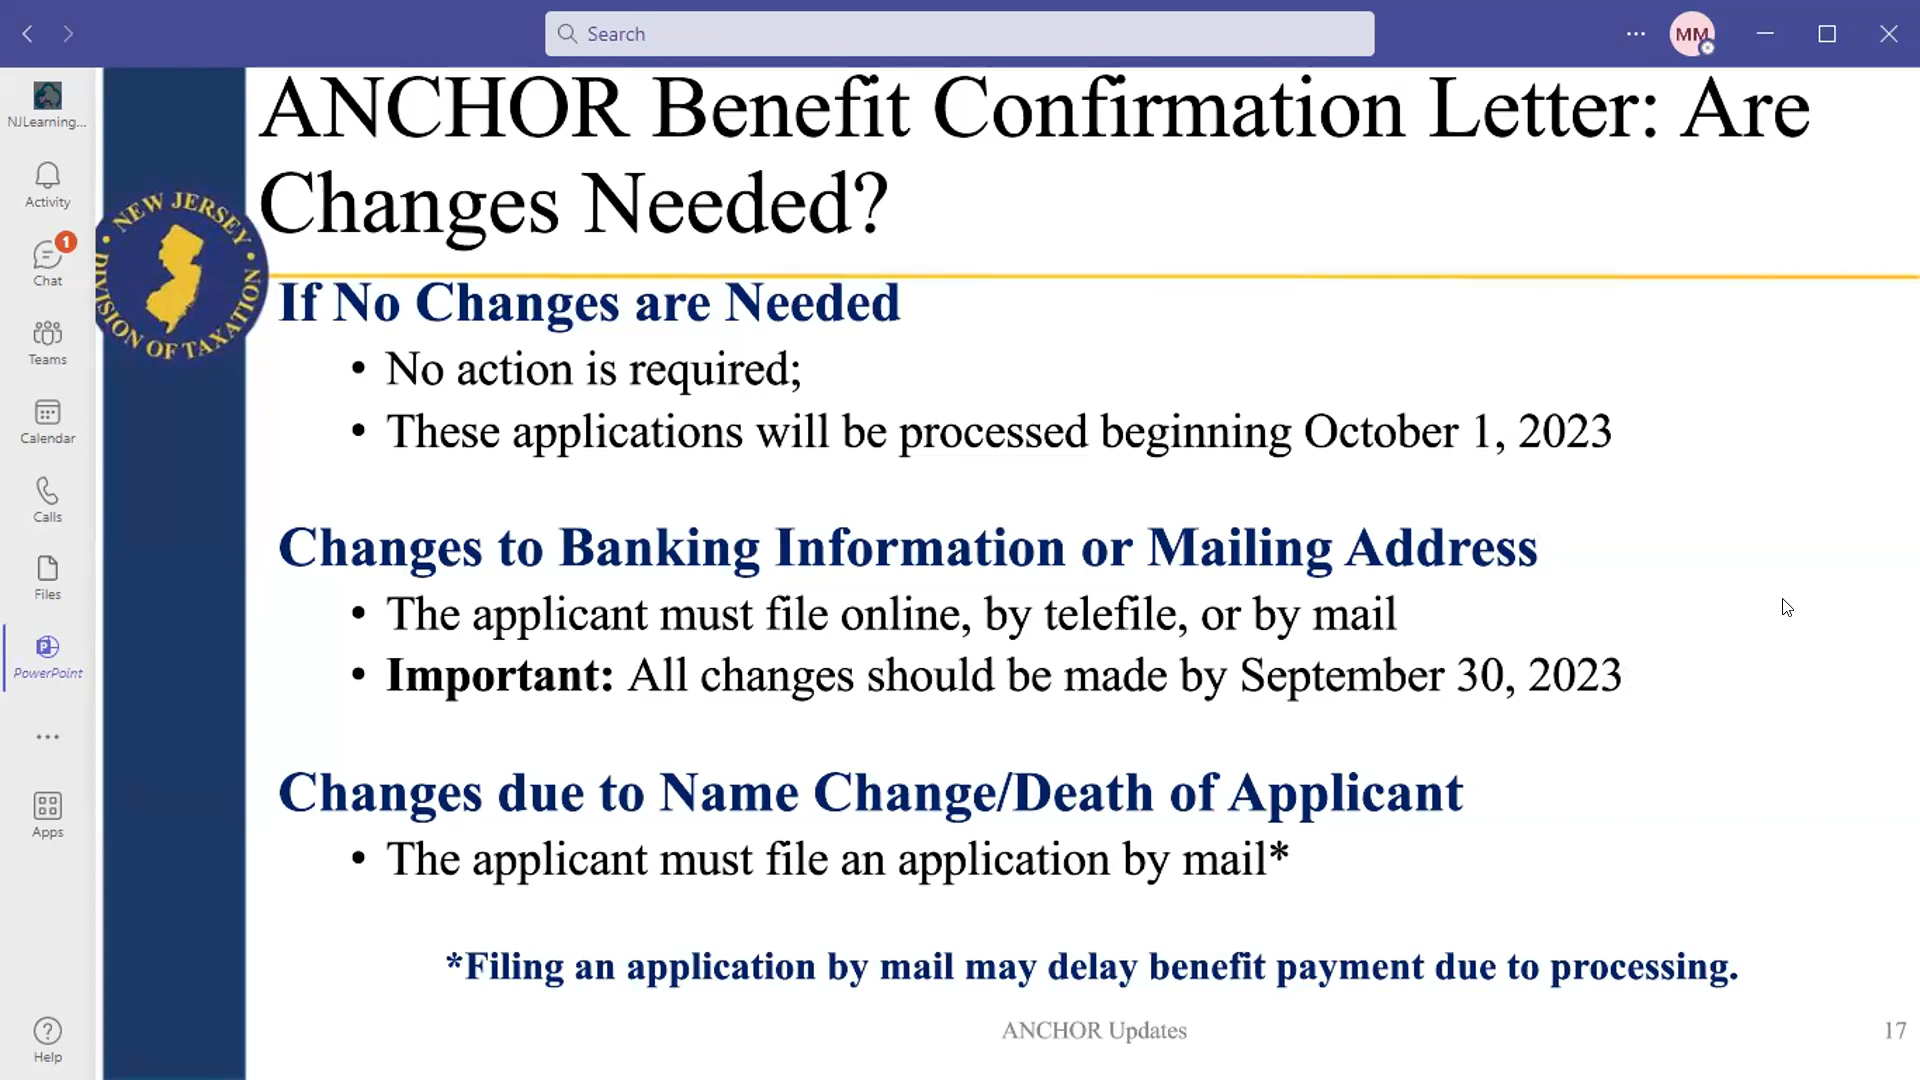 Search
MM
NJLearning...
Activity
1
Chat
Teams
Calendar
Calls
Files
PowerPoint
Apps
Help
NEW JERSEY
DIVISION OF TAXATION
ANCHOR Benefit Confirmation Letter: Are
Changes Needed?
If No Changes are Needed
• No action is required;
• These applications will be processed beginning October 1, 2023
Changes to Banking Information or Mailing Address
• The applicant must file online, by telefile, or by mail
• Important: All changes should be made by September 30, 2023
Changes due to Name Change/Death of Applicant
• The applicant must file an application by mail*
*Filing an application by mail may delay benefit payment due to processing.
ANCHOR Updates
17